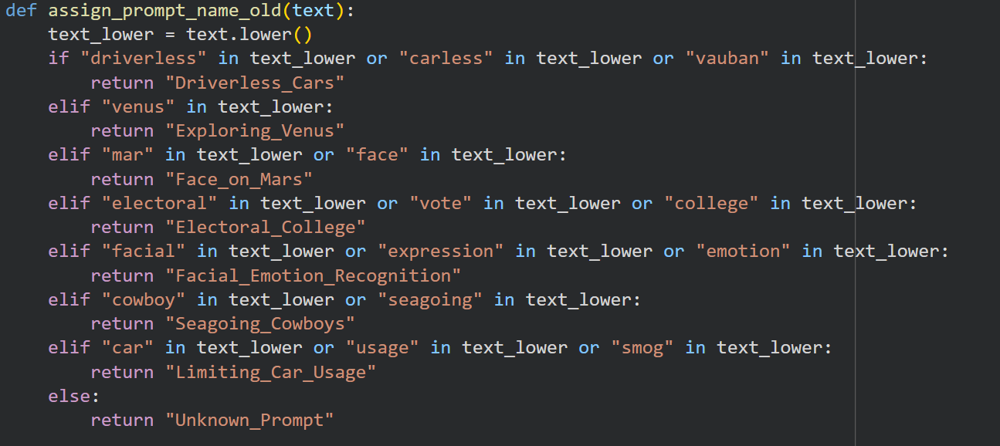 def assign_prompt_name_old(text):
    text_lower = text.lower()
    if "driverless" in text_lower or "carless" in text_lower or "vauban" in text_lower:
        return "Driverless_Cars"
    elif "venus" in text_lower:
        return "Exploring_Venus"
    elif "mar" in text_lower or "face" in text_lower:
        return "Face_on_Mars"
    elif "electoral" in text_lower or "vote" in text_lower or "college" in text_lower:
        return "Electoral_College"
    elif "facial" in text_lower or "expression" in text_lower or "emotion" in text_lower:
        return "Facial_Emotion_Recognition"
    elif "cowboy" in text_lower or "seagoing" in text_lower:
        return "Seagoing_Cowboys"
    elif "car" in text_lower or "usage" in text_lower or "smog" in text_lower:
        return "Limiting_Car_Usage"
    else:
        return "Unknown_Prompt"